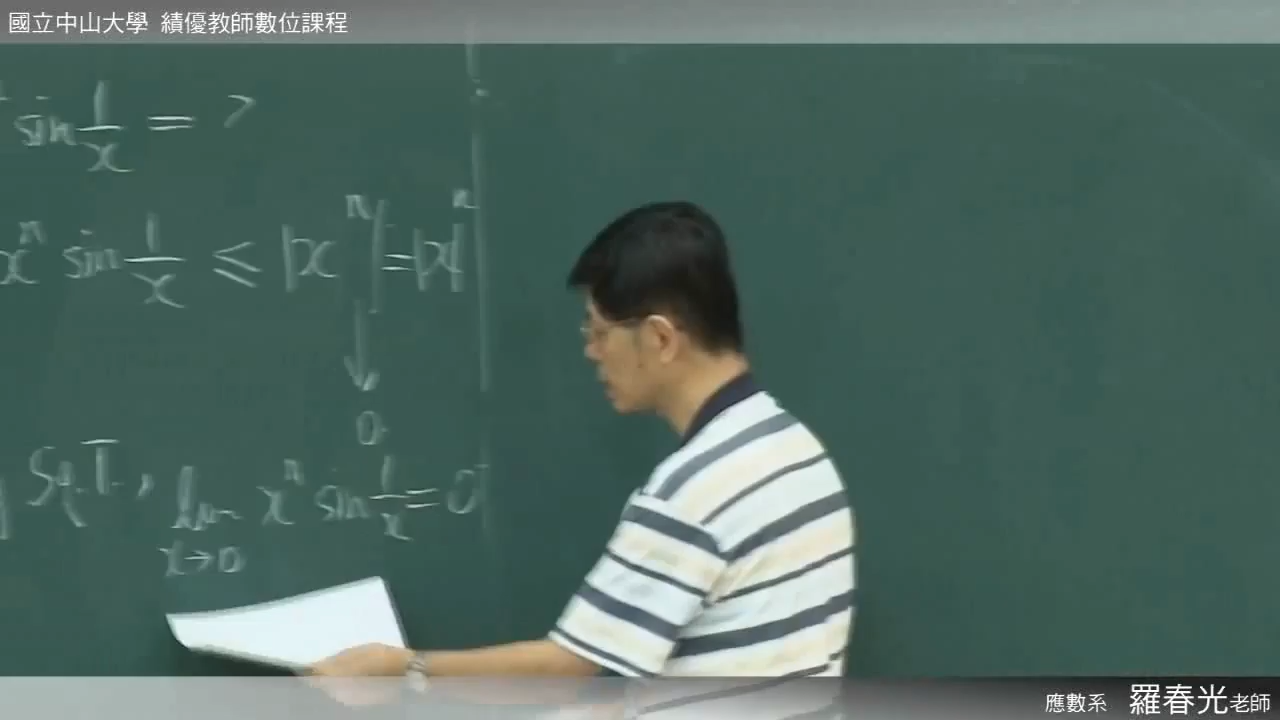 國立中山大學 績優教師數位課程
sin 1/x = ?
x^n sin 1/x ≤ |x^n| = |x|^n
↓
0
y SqT, lim x^n sin 1/x = 0
x→0
應數系 羅春光老師